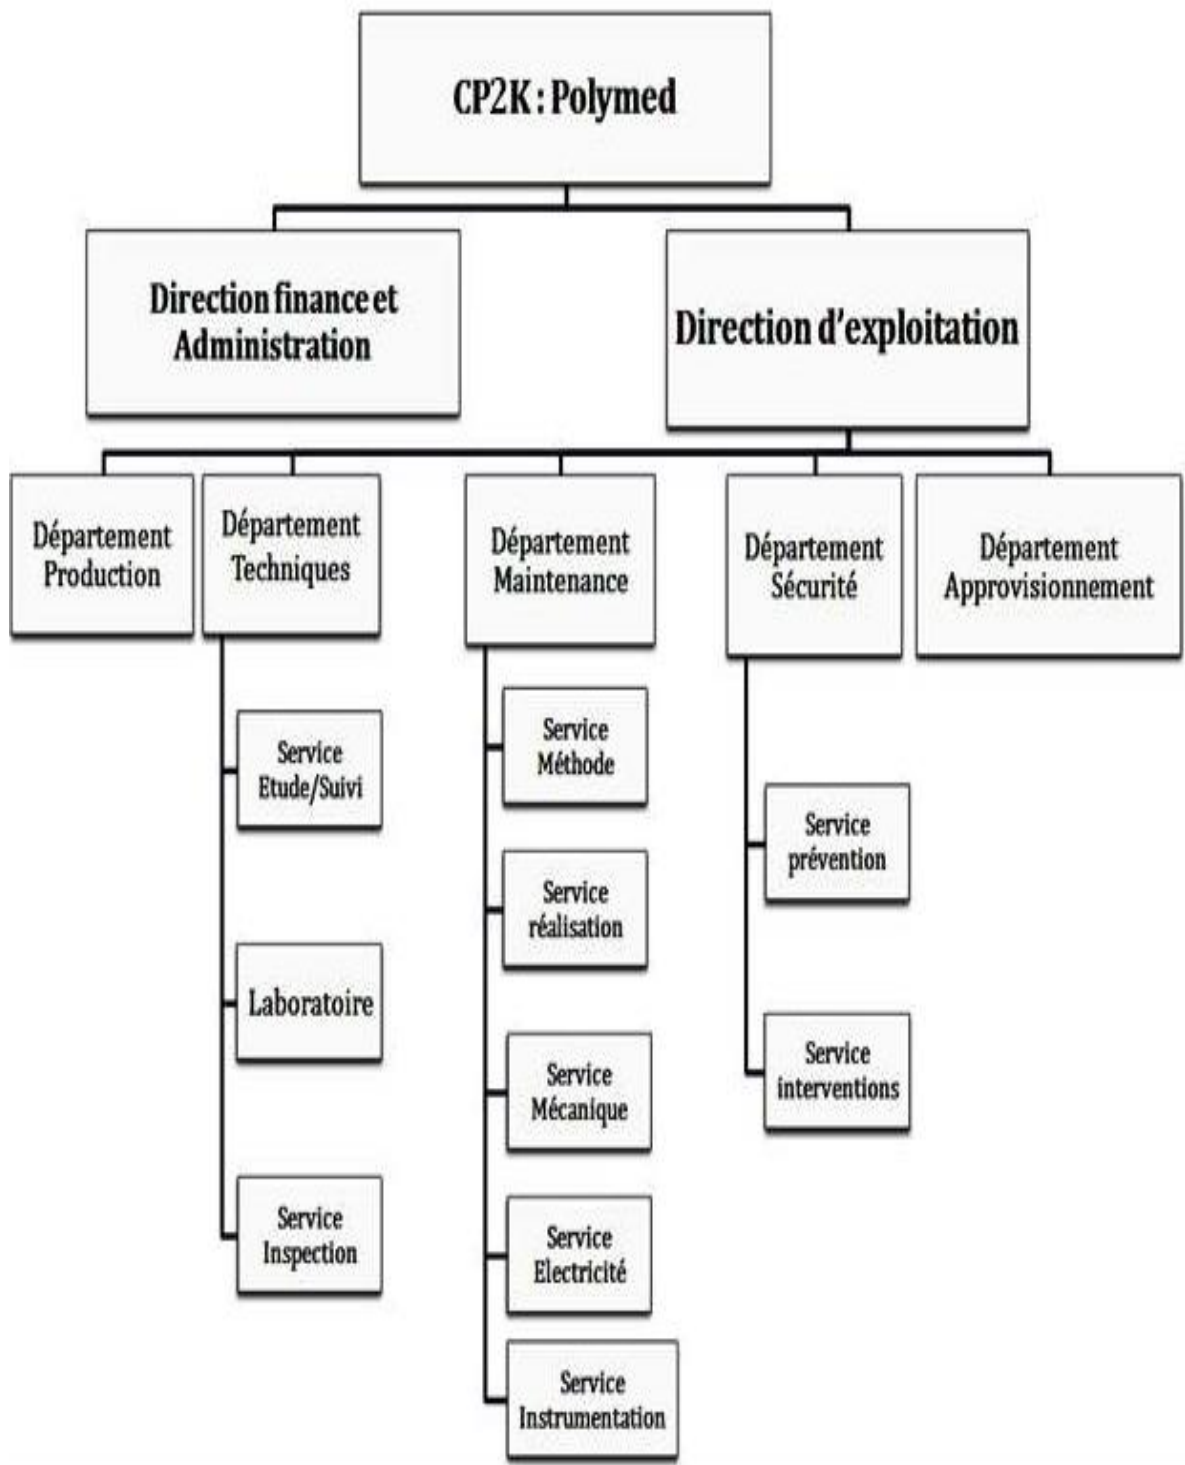 CP2K : Polymed
Direction finance et
Administration
Direction d'exploitation
Département
Production
Département
Techniques
Département
Maintenance
Département
Sécurité
Département
Approvisionnement
Service
Etude/Suivi
Laboratoire
Service
Inspection
Service
Méthode
Service
réalisation
Service
Mécanique
Service
Electricité
Service
Instrumentation
Service
prévention
Service
interventions